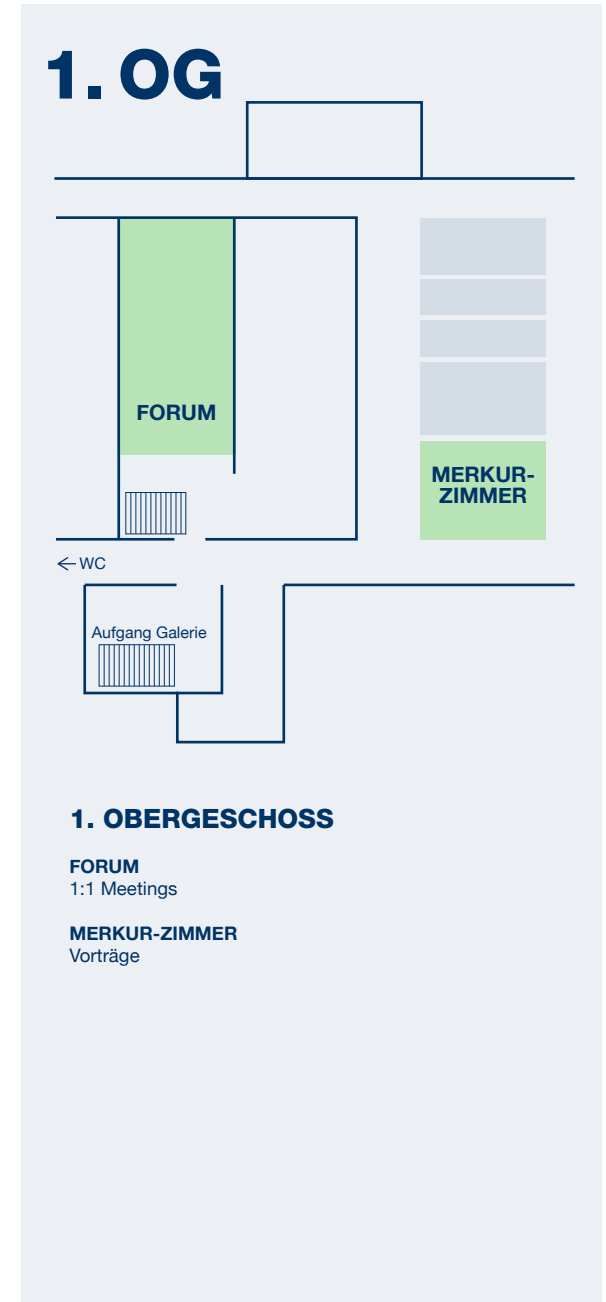 1. OG
FORUM
MERKUR-
ZIMMER
← WC
Aufgang Galerie
1. OBERGESCHOSS
FORUM
1:1 Meetings
MERKUR-ZIMMER
Vorträge